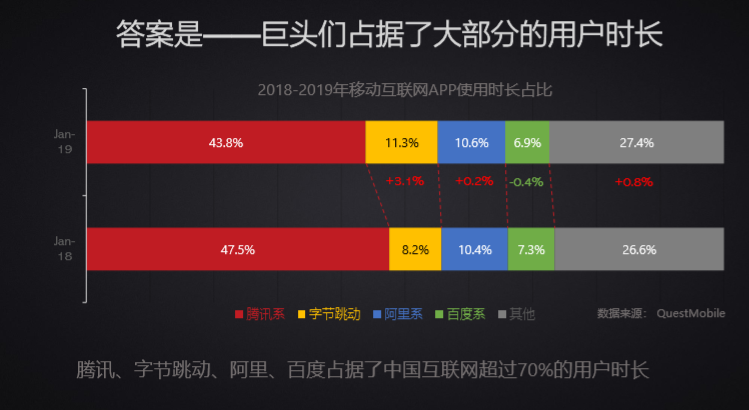 答案是——巨头们占据了大部分的用户时长
2018-2019年移动互联网APP使用时长占比
Jan-
19
43.8% 11.3% 10.6% 6.9% 27.4%
+3.1% +0.2% -0.4% +0.8%
Jan-
18
47.5% 8.2% 10.4% 7.3% 26.6%
腾讯系 字节跳动 阿里系 百度系 其他
数据来源： QuestMobile
腾讯、字节跳动、阿里、百度占据了中国互联网超过70%的用户时长